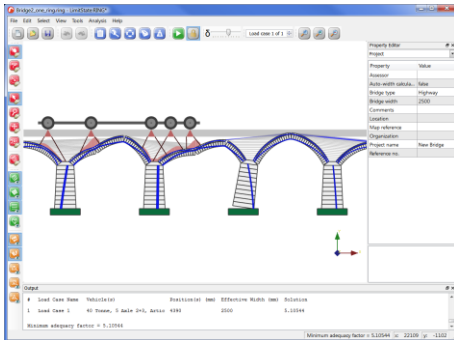 Bridge2_one_ring.ring - LimitState:RING*
File Edit Select View Tools Analysis Help
δ
Load case 1 of 1
Property Editor
Project
Property Value
Assessor
Auto-width calcula... false
Bridge type Highway
Bridge width 2500
Comments
Location
Map reference
Organization
Project name New Bridge
Reference no.
Output
# Load Case Name Vehicle(s) Position(s) (mm) Effective Width (mm) Solution
1 Load Case 1 40 Tonne, 5 Axle 2+3, Artic 6390 2500 5.10544
Minimum adequacy factor = 5.10544
Minimum adequacy factor = 5.10544 x: 22109 y: -1102